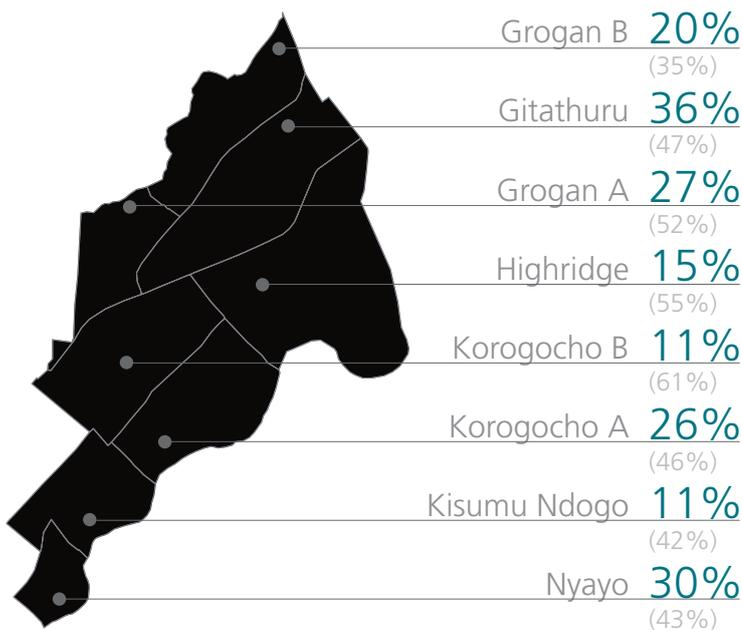 Grogan B 20%
(35%)
Gitathuru 36%
(47%)
Grogan A 27%
(52%)
Highridge 15%
(55%)
Korogocho B 11%
(61%)
Korogocho A 26%
(46%)
Kisumu Ndogo 11%
(42%)
Nyayo 30%
(43%)